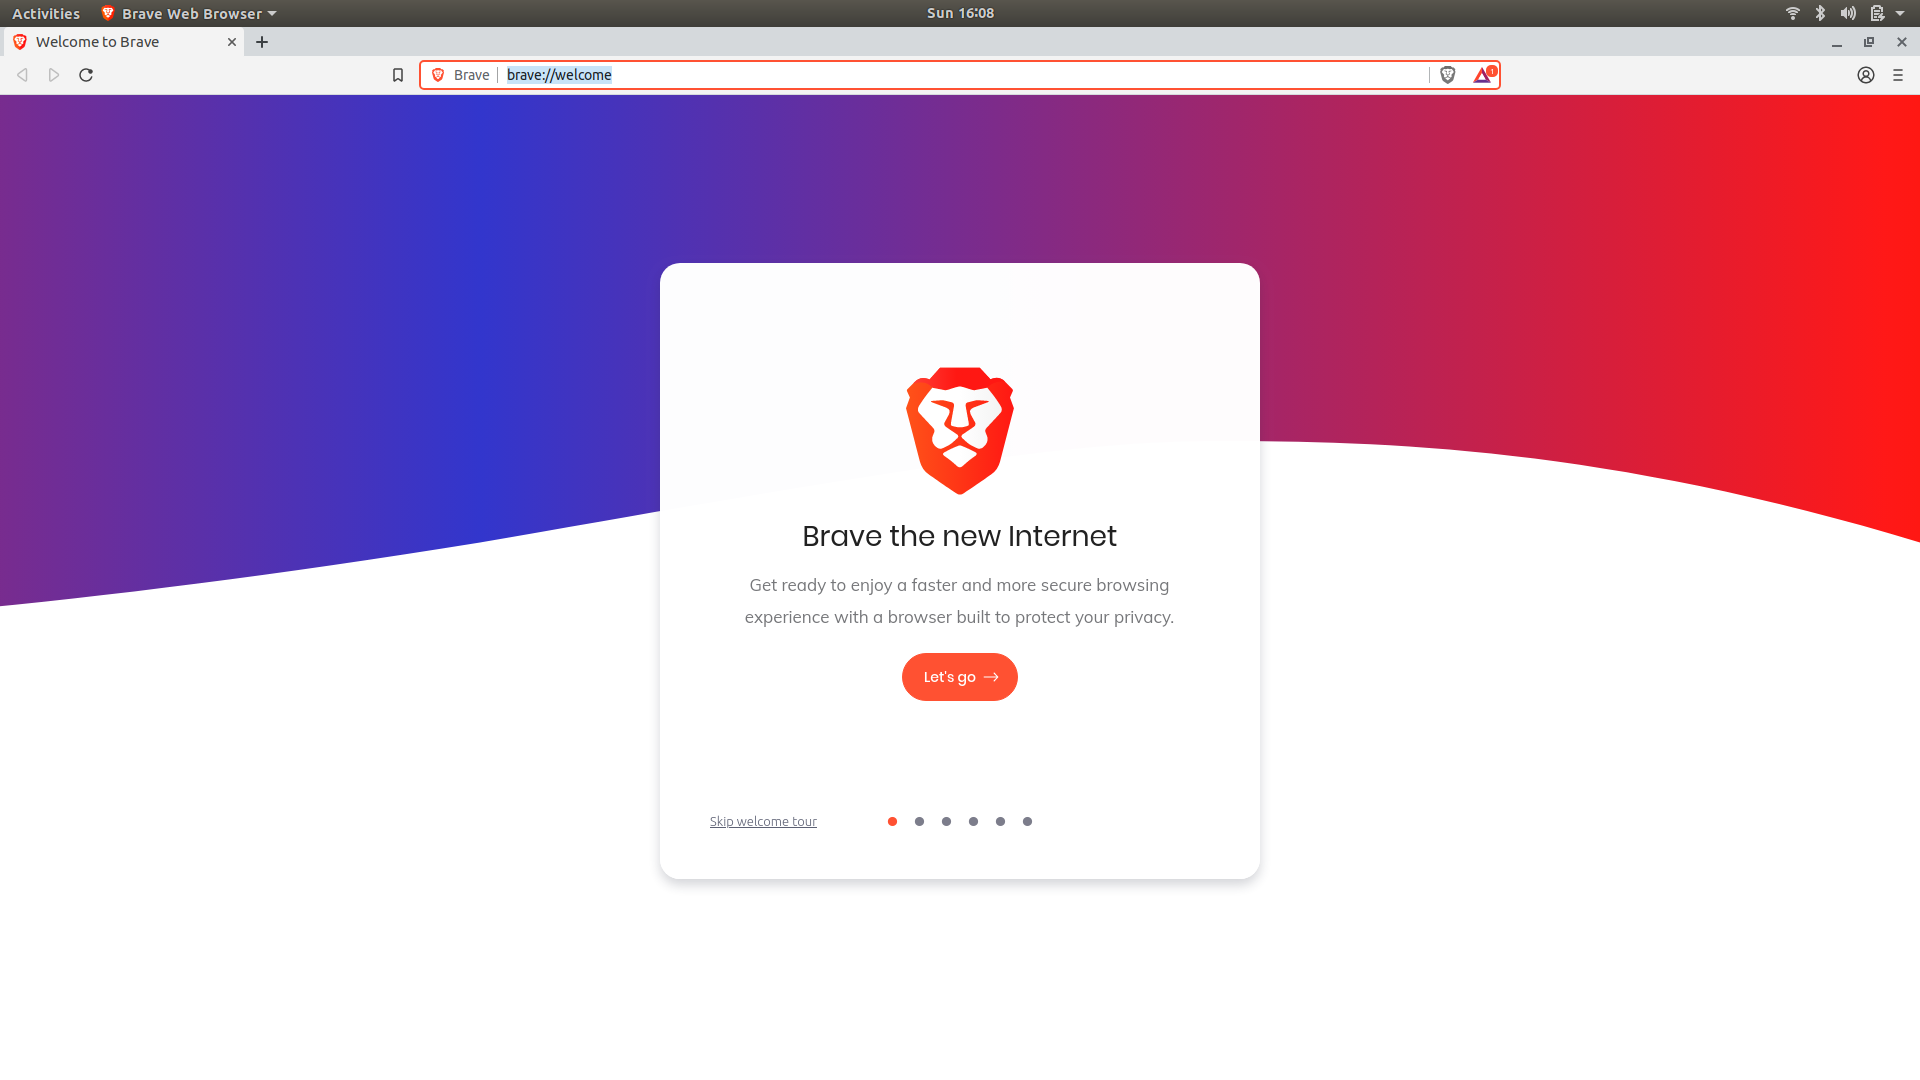 Activities Brave Web Browser Sun 16:08
Welcome to Brave
Brave brave://welcome 1
Brave the new Internet
Get ready to enjoy a faster and more secure browsing
experience with a browser built to protect your privacy.
Let's go
Skip welcome tour